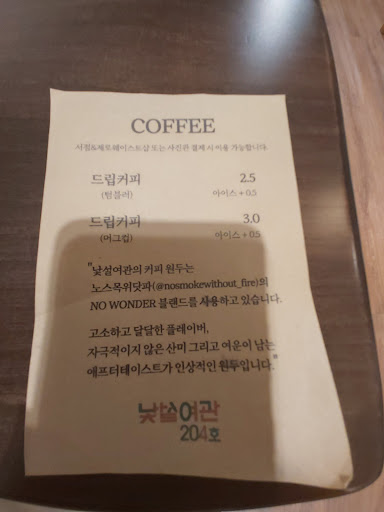 COFFEE
서점&제로웨이스트샵 또는 사진관 결제 시 이용 가능합니다.
드립커피 2.5
(텀블러) 아이스 + 0.5
드립커피 3.0
(머그컵) 아이스 + 0.5
"낯설여관의 커피 원두는
노스목위닷파(@nosmokewithout_fire)의
NO WONDER 블랜드를 사용하고 있습니다.
고소하고 달달한 플레이버,
자극적이지 않은 산미 그리고 여운이 남는
애프터테이스트가 인상적인 원두입니다."
낯설여관
204호